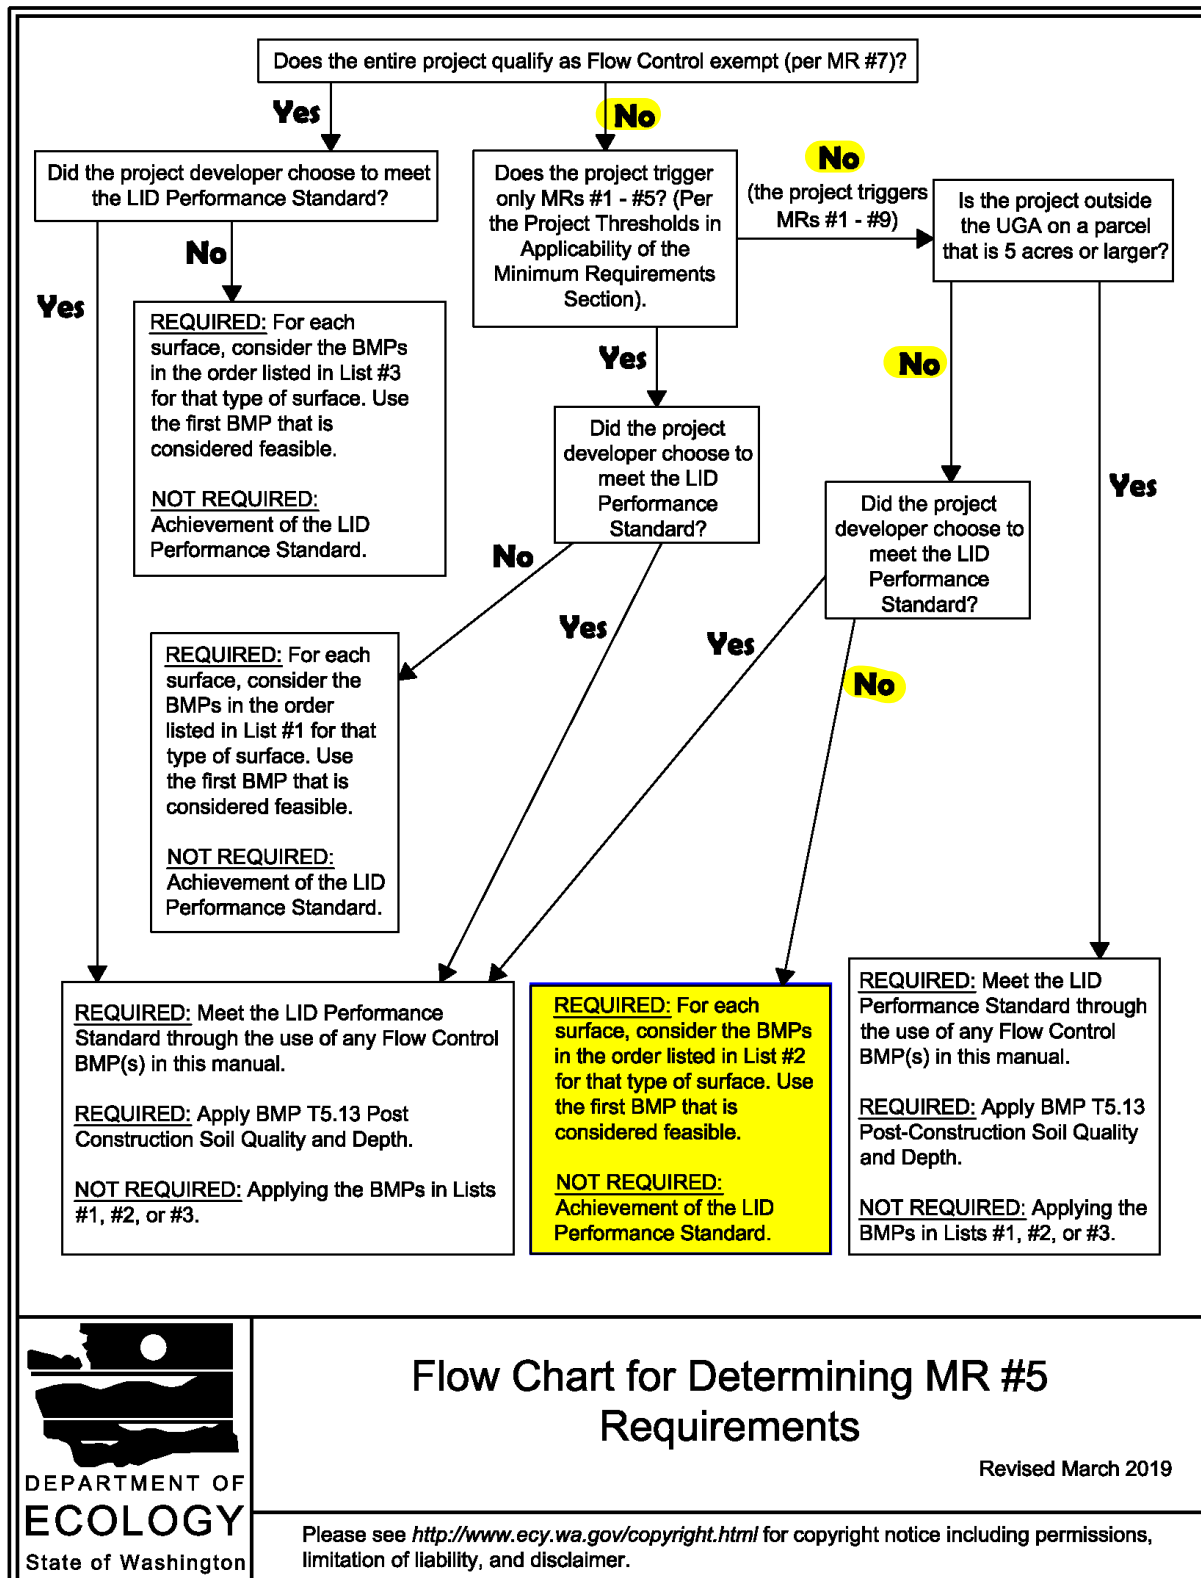 Does the entire project qualify as Flow Control exempt (per MR #7)?
Yes
No
Did the project developer choose to meet
the LID Performance Standard?
Does the project trigger
only MRs #1 - #5? (Per
the Project Thresholds in
Applicability of the
Minimum Requirements
Section).
No
(the project triggers
MRs #1 - #9)
Is the project outside
the UGA on a parcel
that is 5 acres or larger?
No
Yes
REQUIRED: For each
surface, consider the BMPs
in the order listed in List #3
for that type of surface. Use
the first BMP that is
considered feasible.
NOT REQUIRED:
Achievement of the LID
Performance Standard.
Yes
No
Yes
Did the project
developer choose to
meet the LID
Performance
Standard?
Did the project
developer choose to
meet the LID
Performance
Standard?
No
Yes
Yes
No
REQUIRED: For each
surface, consider the
BMPs in the order
listed in List #1 for that
type of surface. Use
the first BMP that is
considered feasible.
NOT REQUIRED:
Achievement of the LID
Performance Standard.
REQUIRED: Meet the LID Performance
Standard through the use of any Flow Control
BMP(s) in this manual.
REQUIRED: Apply BMP T5.13 Post
Construction Soil Quality and Depth.
NOT REQUIRED: Applying the BMPs in Lists
#1, #2, or #3.
REQUIRED: For each
surface, consider the BMPs
in the order listed in List #2
for that type of surface. Use
the first BMP that is
considered feasible.
NOT REQUIRED:
Achievement of the LID
Performance Standard.
REQUIRED: Meet the LID
Performance Standard through
the use of any Flow Control
BMP(s) in this manual.
REQUIRED: Apply BMP T5.13
Post-Construction Soil Quality
and Depth.
NOT REQUIRED: Applying the
BMPs in Lists #1, #2, or #3.
DEPARTMENT OF
ECOLOGY
State of Washington
Flow Chart for Determining MR #5
Requirements
Revised March 2019
Please see http://www.ecy.wa.gov/copyright.html for copyright notice including permissions,
limitation of liability, and disclaimer.